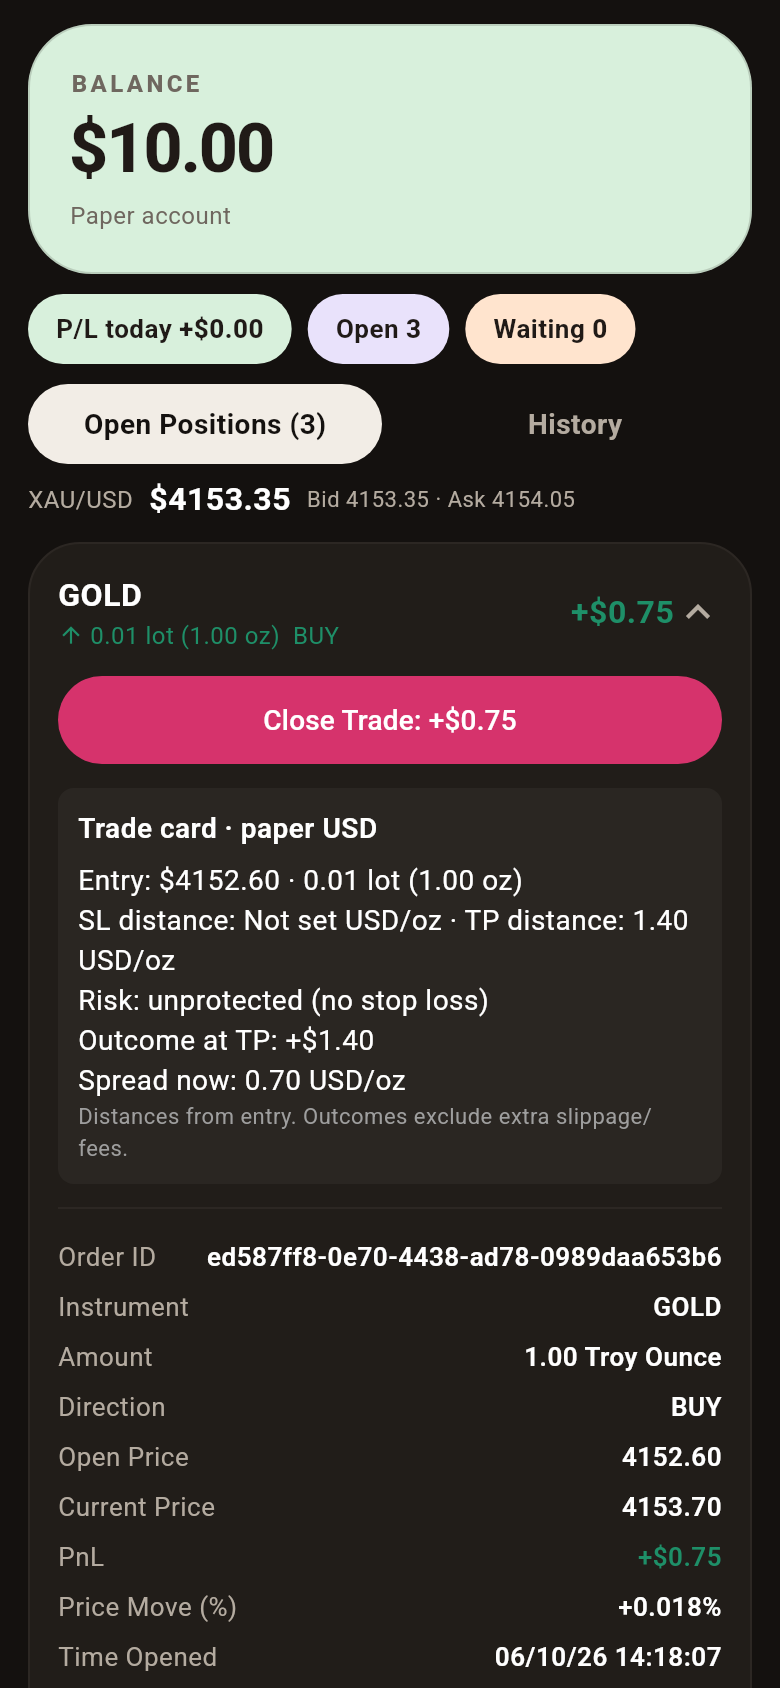 BALANCE
$10.00
Paper account
P/L today +$0.00
Open 3
Waiting 0
Open Positions (3)
History
XAU/USD $4153.35 Bid 4153.35 · Ask 4154.05
GOLD
↑ 0.01 lot (1.00 oz) BUY
+$0.75
Close Trade: +$0.75
Trade card · paper USD
Entry: $4152.60 · 0.01 lot (1.00 oz)
SL distance: Not set USD/oz · TP distance: 1.40
USD/oz
Risk: unprotected (no stop loss)
Outcome at TP: +$1.40
Spread now: 0.70 USD/oz
Distances from entry. Outcomes exclude extra slippage/
fees.
Order ID ed587ff8-0e70-4438-ad78-0989daa653b6
Instrument GOLD
Amount 1.00 Troy Ounce
Direction BUY
Open Price 4152.60
Current Price 4153.70
PnL +$0.75
Price Move (%) +0.018%
Time Opened 06/10/26 14:18:07